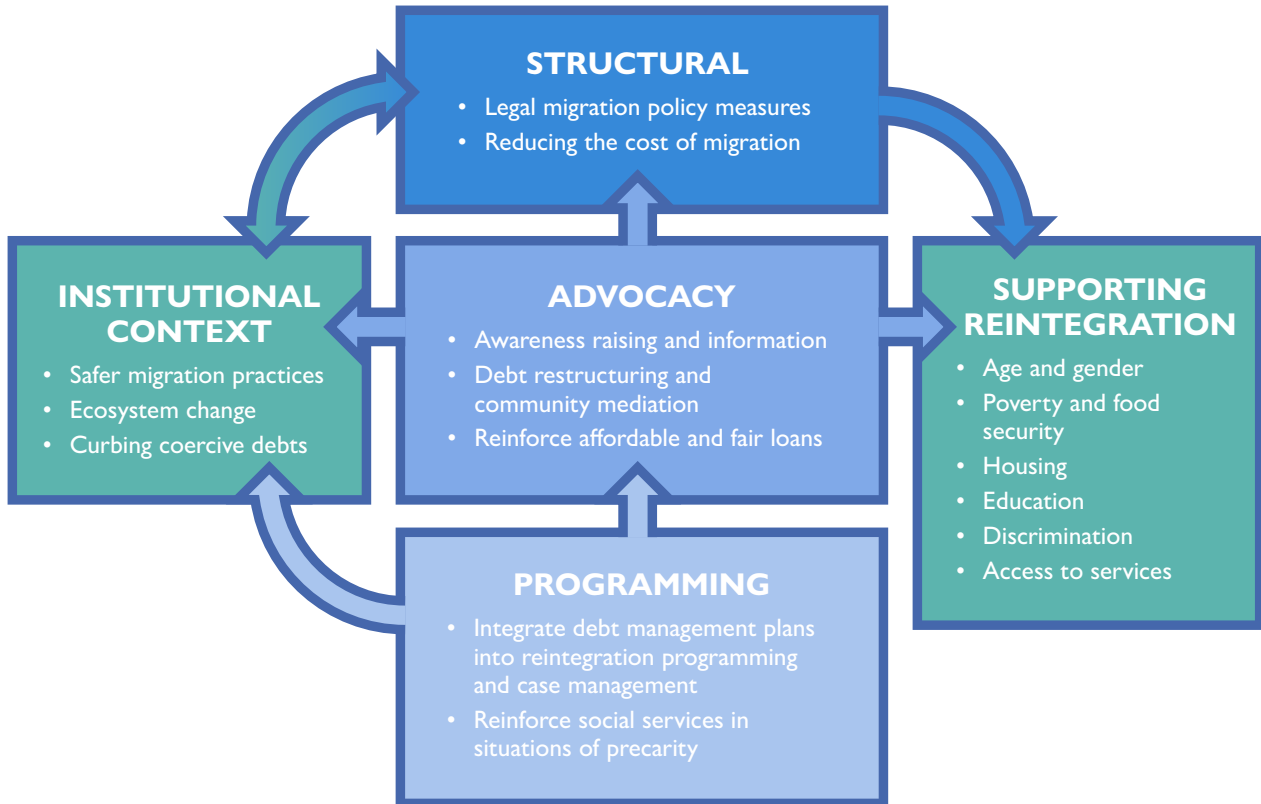 STRUCTURAL
• Legal migration policy measures
• Reducing the cost of migration
INSTITUTIONAL
CONTEXT
• Safer migration practices
• Ecosystem change
• Curbing coercive debts
ADVOCACY
• Awareness raising and information
• Debt restructuring and
community mediation
• Reinforce affordable and fair loans
SUPPORTING
REINTEGRATION
• Age and gender
• Poverty and food
security
• Housing
• Education
• Discrimination
• Access to services
PROGRAMMING
• Integrate debt management plans
into reintegration programming
and case management
• Reinforce social services in
situations of precarity